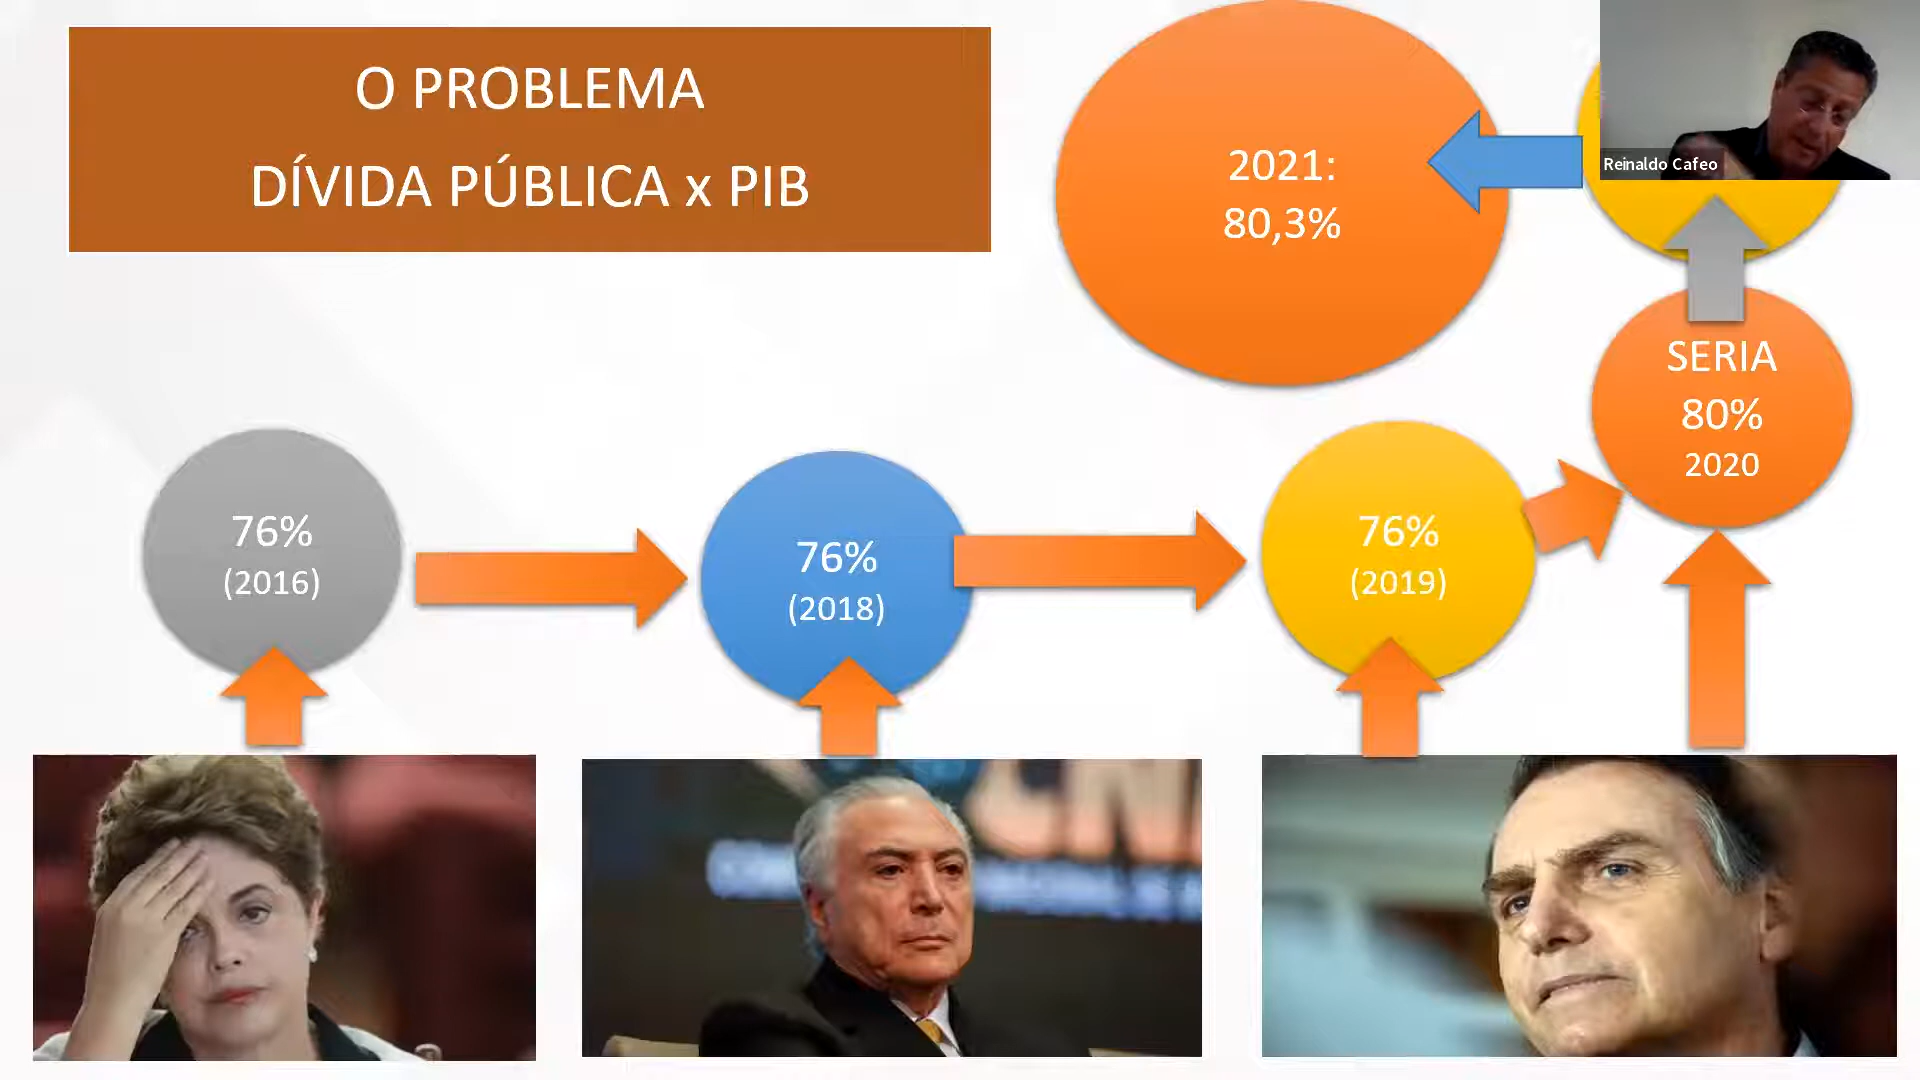 O PROBLEMA
DÍVIDA PÚBLICA x PIB
2021:
80,3%
Reinaldo Cafeo
SERIA
80%
2020
76%
(2016)
76%
(2018)
76%
(2019)